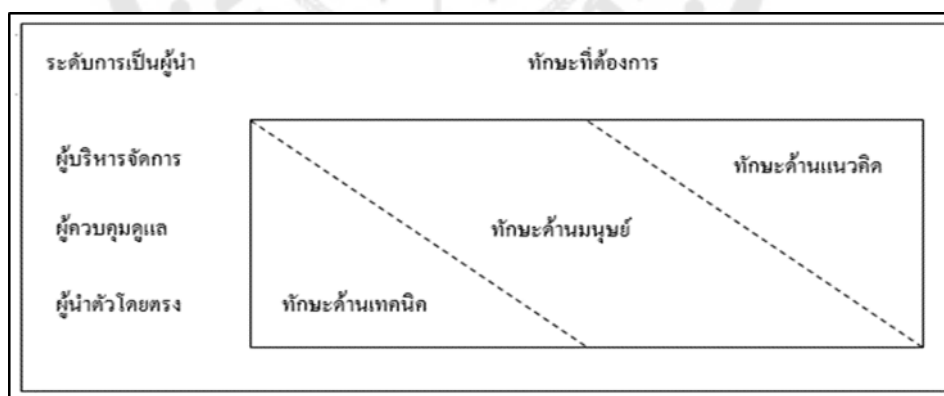 ระดับการเป็นผู้นำ ทักษะที่ต้องการ
ผู้บริหารจัดการ ทักษะด้านแนวคิด
ผู้ควบคุมดูแล ทักษะด้านมนุษย์
ผู้นำตัวโดยตรง ทักษะด้านเทคนิค